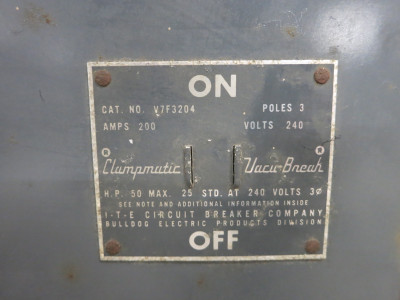 ON
CAT. NO. V7F3204 POLES 3
AMPS 200 VOLTS 240
Clampmatic Vacu-Break
H.P. 50 MAX. 25 STD. AT 240 VOLTS 3Ø
SEE NOTE AND ADDITIONAL INFORMATION INSIDE
I-T-E CIRCUIT BREAKER COMPANY
BULLDOG ELECTRIC PRODUCTS DIVISION
OFF